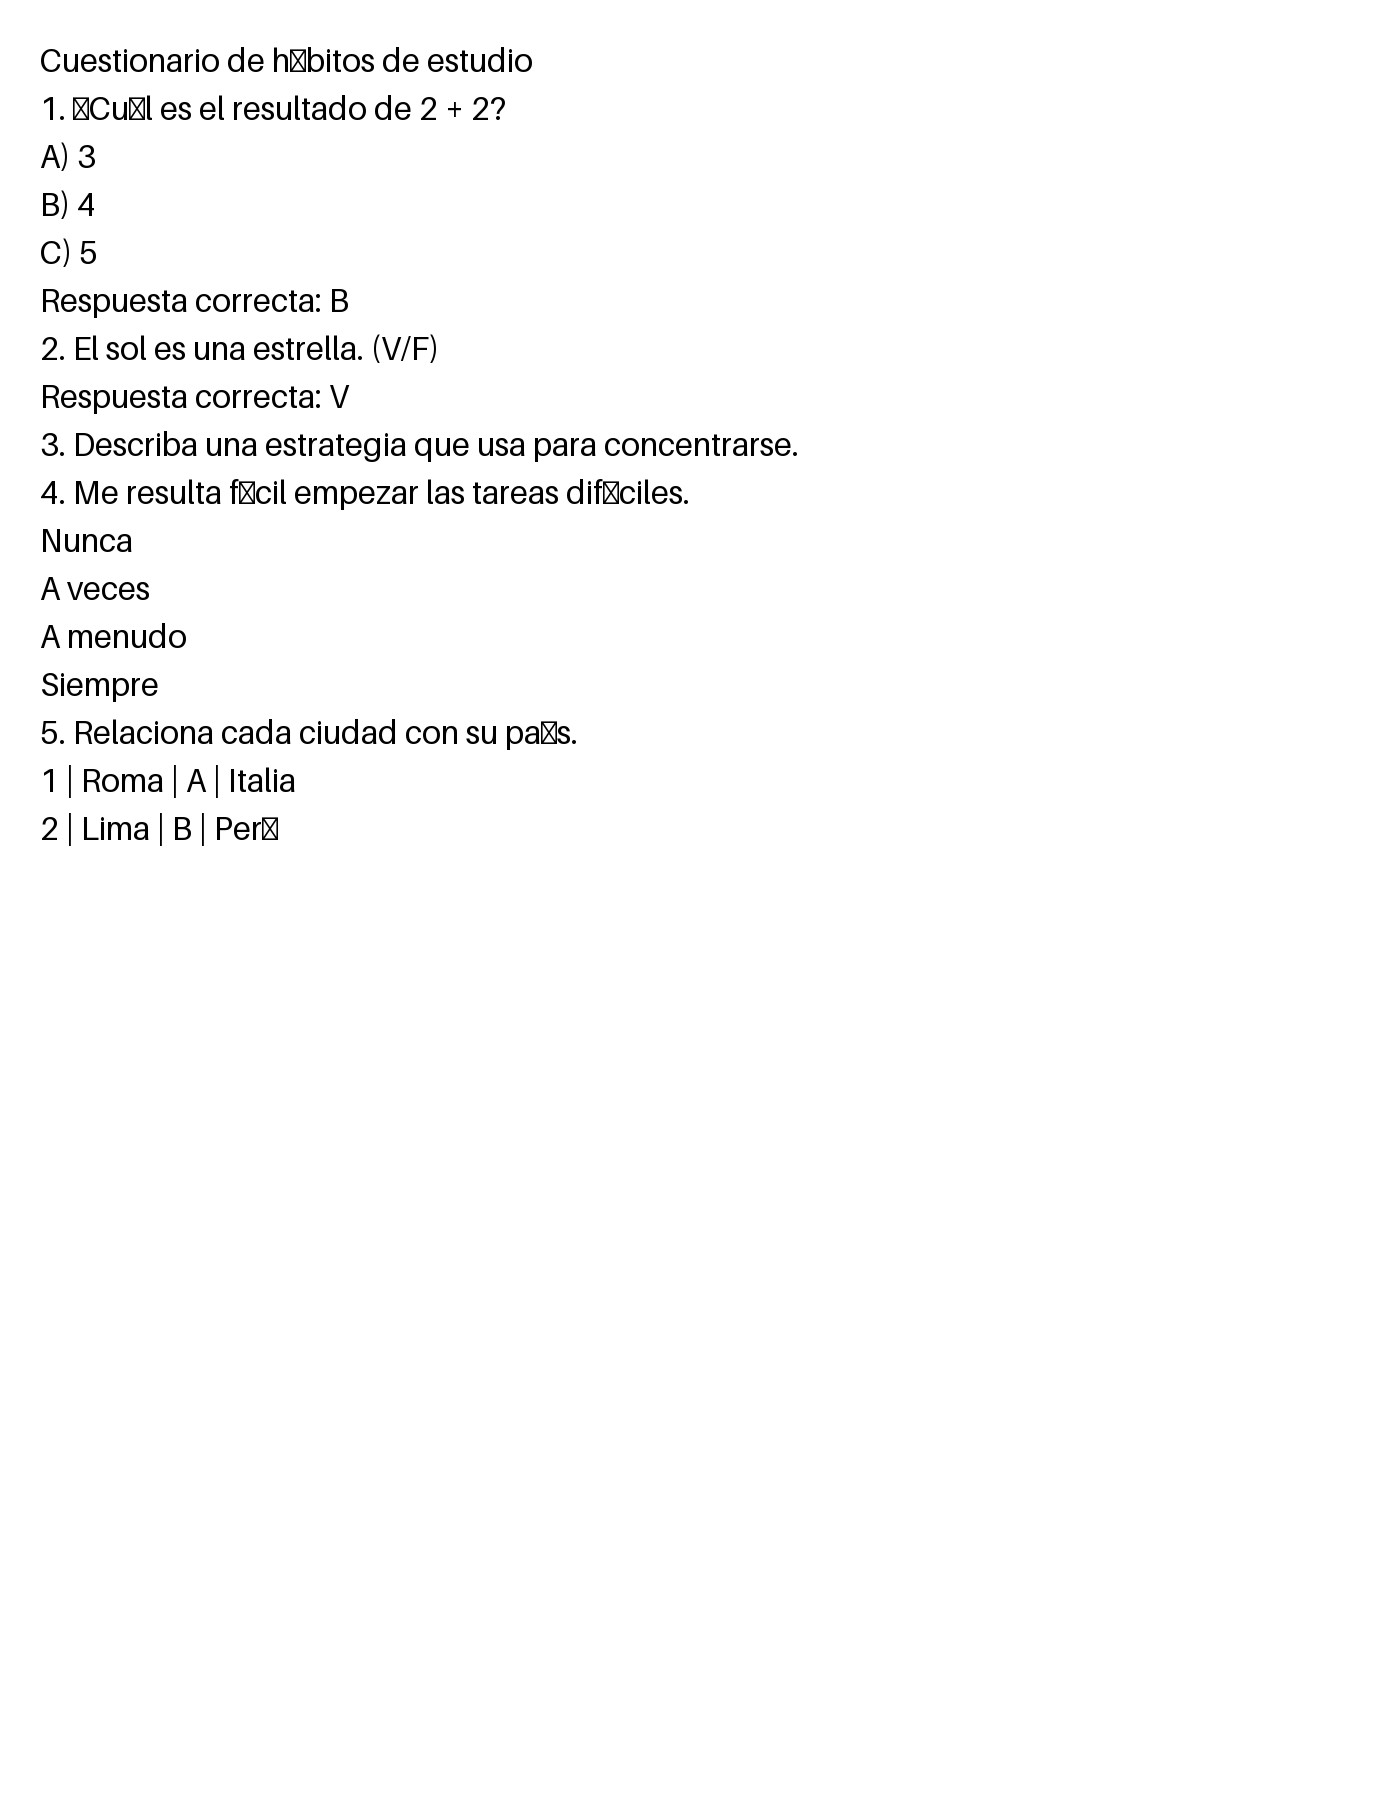 Cuestionario de h☒bitos de estudio
1. ☒Cu☒l es el resultado de 2 + 2?
A) 3
B) 4
C) 5
Respuesta correcta: B
2. El sol es una estrella. (V/F)
Respuesta correcta: V
3. Describa una estrategia que usa para concentrarse.
4. Me resulta f☒cil empezar las tareas dif☒ciles.
Nunca
A veces
A menudo
Siempre
5. Relaciona cada ciudad con su pa☒s.
1 | Roma | A | Italia
2 | Lima | B | Per☒